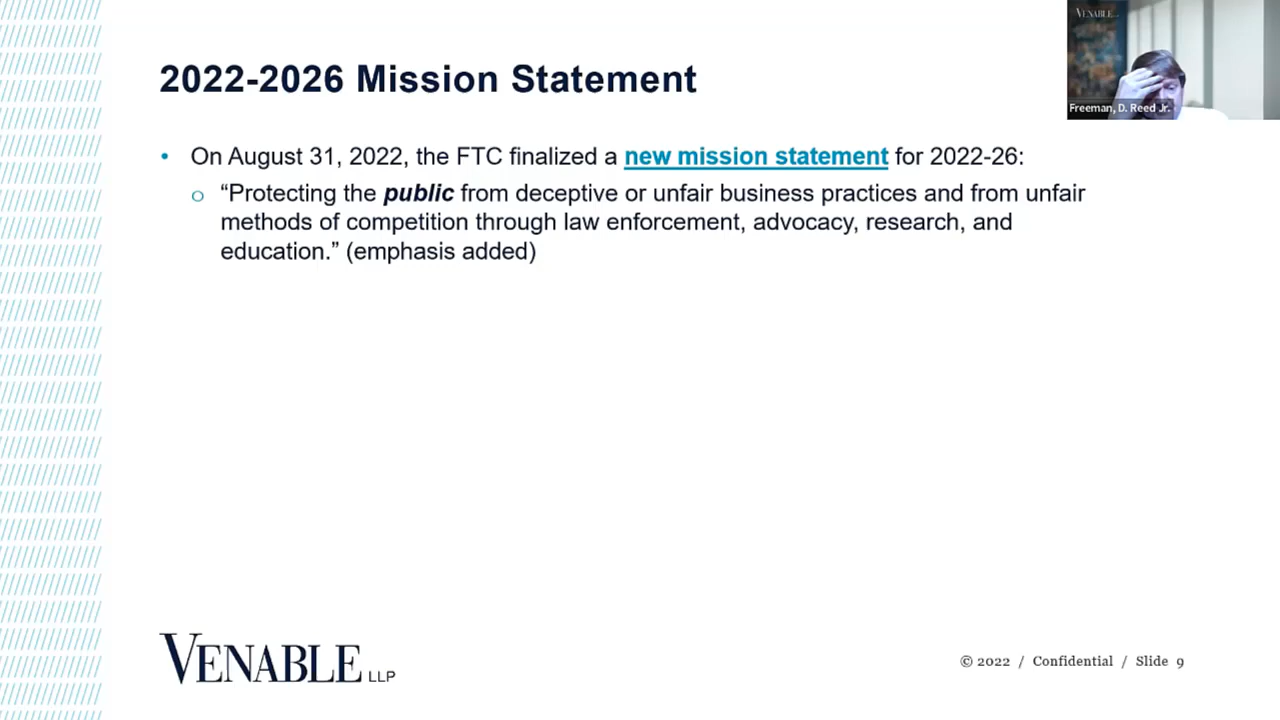 VENABLE
2022-2026 Mission Statement
Freeman, D. Reed Jr.
• On August 31, 2022, the FTC finalized a new mission statement for 2022-26:
o “Protecting the public from deceptive or unfair business practices and from unfair
methods of competition through law enforcement, advocacy, research, and
education.” (emphasis added)
VENABLE LLP
© 2022 / Confidential / Slide 9